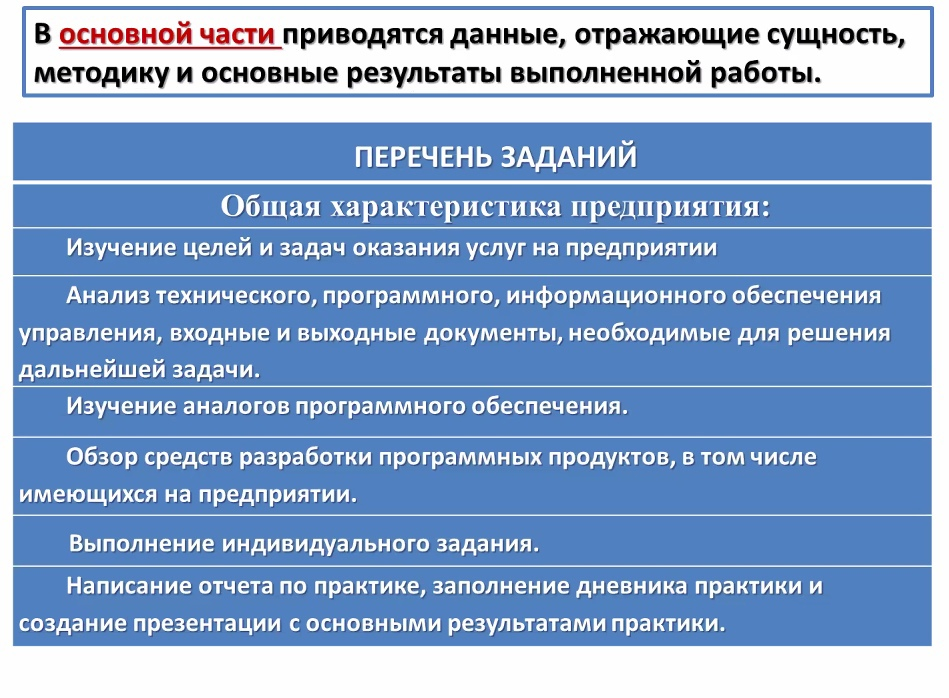 В основной части приводятся данные, отражающие сущность,
методику и основные результаты выполненной работы.
ПЕРЕЧЕНЬ ЗАДАНИЙ
Общая характеристика предприятия:
Изучение целей и задач оказания услуг на предприятии
Анализ технического, программного, информационного обеспечения
управления, входные и выходные документы, необходимые для решения
дальнейшей задачи.
Изучение аналогов программного обеспечения.
Обзор средств разработки программных продуктов, в том числе
имеющихся на предприятии.
Выполнение индивидуального задания.
Написание отчета по практике, заполнение дневника практики и
создание презентации с основными результатами практики.